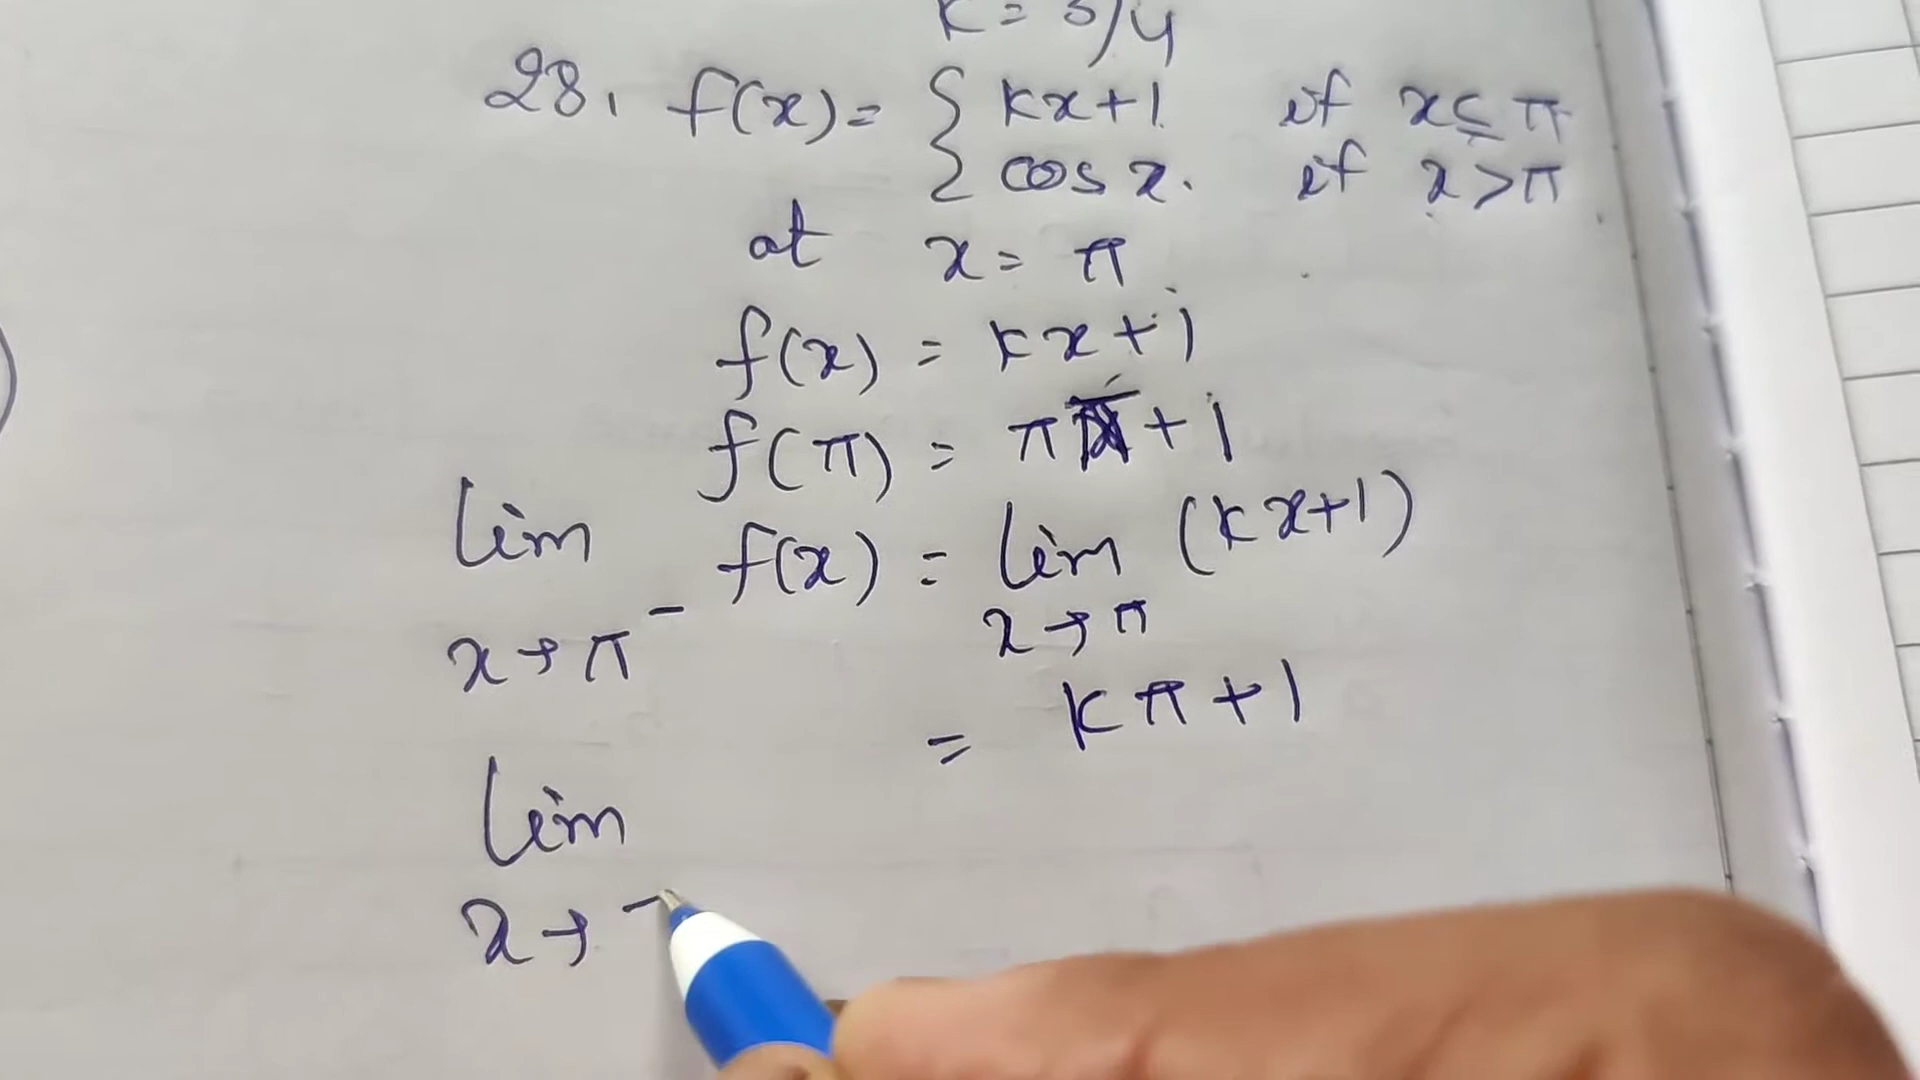 K = 3/4
28. f(x) = { kx+1 if x ≤ π
{ cos x. if x > π
at x = π
f(x) = kx+1
f(π) = π +1
lim f(x) = lim (kx+1)
x→π⁻ x→π
= kπ+1
lim
x→